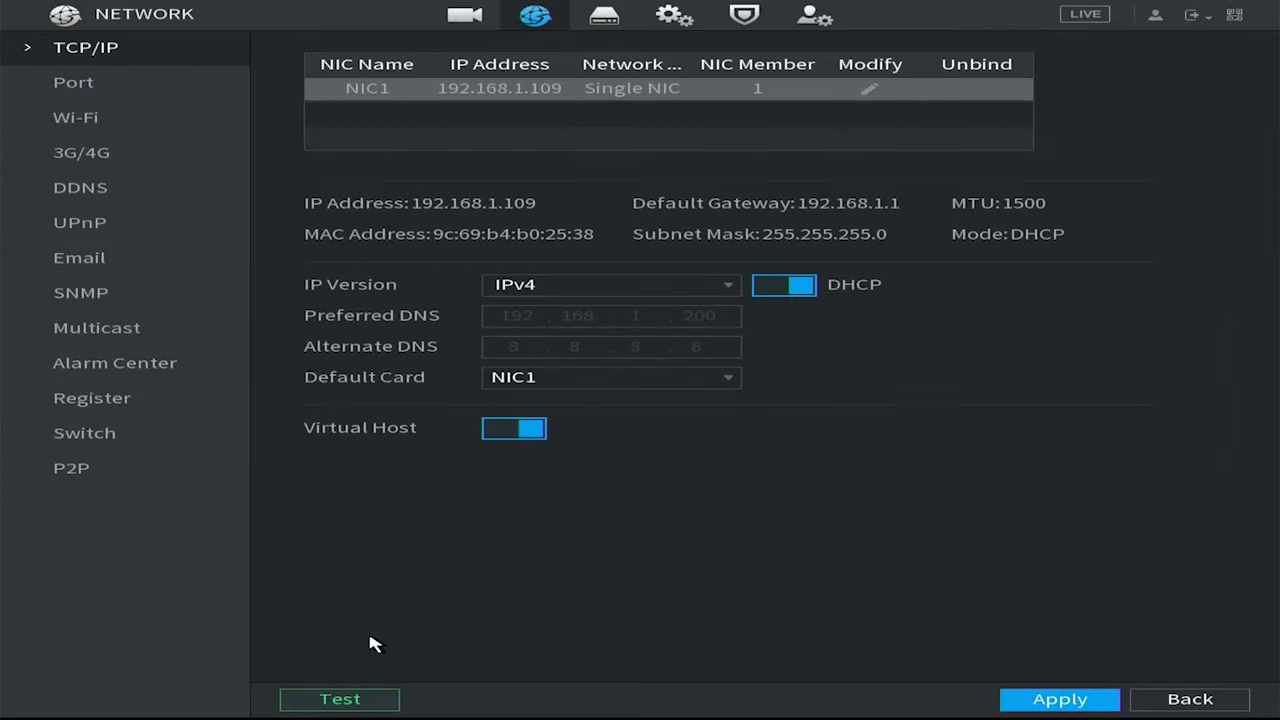 NETWORK
LIVE
TCP/IP
Port
Wi-Fi
3G/4G
DDNS
UPnP
Email
SNMP
Multicast
Alarm Center
Register
Switch
P2P
NIC Name IP Address Network ... NIC Member Modify Unbind
NIC1 192.168.1.109 Single NIC 1
IP Address:192.168.1.109 Default Gateway:192.168.1.1 MTU:1500
MAC Address:9c:69:b4:b0:25:38 Subnet Mask:255.255.255.0 Mode:DHCP
IP Version IPv4 DHCP
Preferred DNS 192 . 168 . 1 . 200
Alternate DNS 8 . 8 . 8 . 8
Default Card NIC1
Virtual Host
Test Apply Back